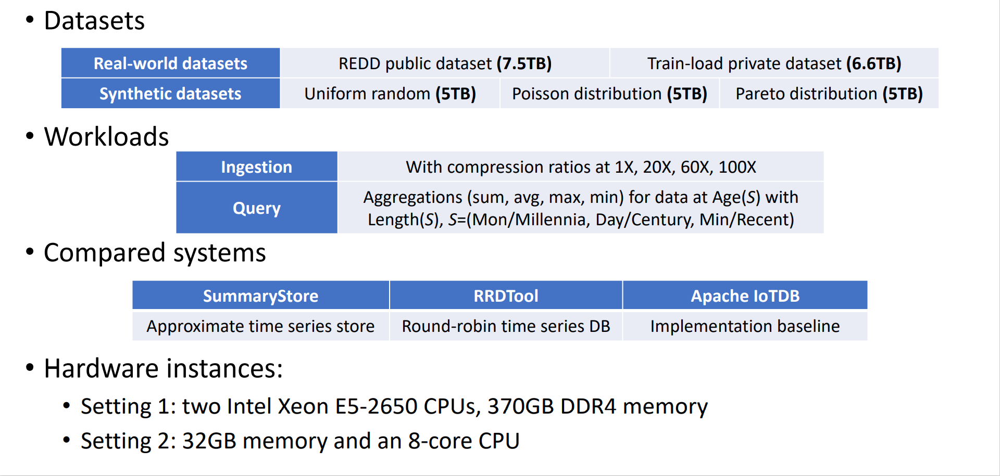 • Datasets
Real-world datasets REDD public dataset (7.5TB) Train-load private dataset (6.6TB)
Synthetic datasets Uniform random (5TB) Poisson distribution (5TB) Pareto distribution (5TB)
• Workloads
Ingestion With compression ratios at 1X, 20X, 60X, 100X
Query Aggregations (sum, avg, max, min) for data at Age(S) with
Length(S), S=(Mon/Millennia, Day/Century, Min/Recent)
• Compared systems
SummaryStore RRDTool Apache IoTDB
Approximate time series store Round-robin time series DB Implementation baseline
• Hardware instances:
• Setting 1: two Intel Xeon E5-2650 CPUs, 370GB DDR4 memory
• Setting 2: 32GB memory and an 8-core CPU